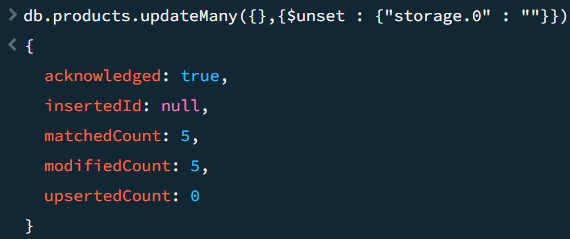 > db.products.updateMany({},{$unset : {"storage.0" : ""}})
< {
acknowledged: true,
insertedId: null,
matchedCount: 5,
modifiedCount: 5,
upsertedCount: 0
}